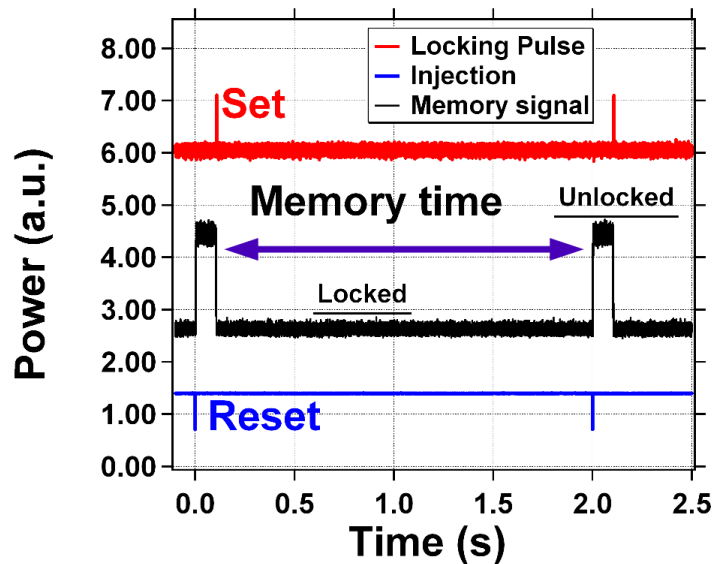 8.00
7.00
6.00
5.00
4.00
3.00
2.00
1.00
0.00
Power (a.u.)
Locking Pulse
Injection
Memory signal
Set
Memory time
Unlocked
Locked
Reset
0.0 0.5 1.0 1.5 2.0 2.5
Time (s)